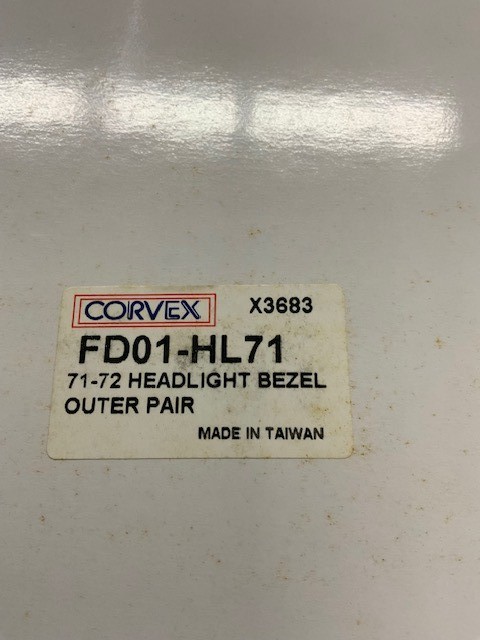 CORVEX X3683
FD01-HL71
71-72 HEADLIGHT BEZEL
OUTER PAIR
MADE IN TAIWAN